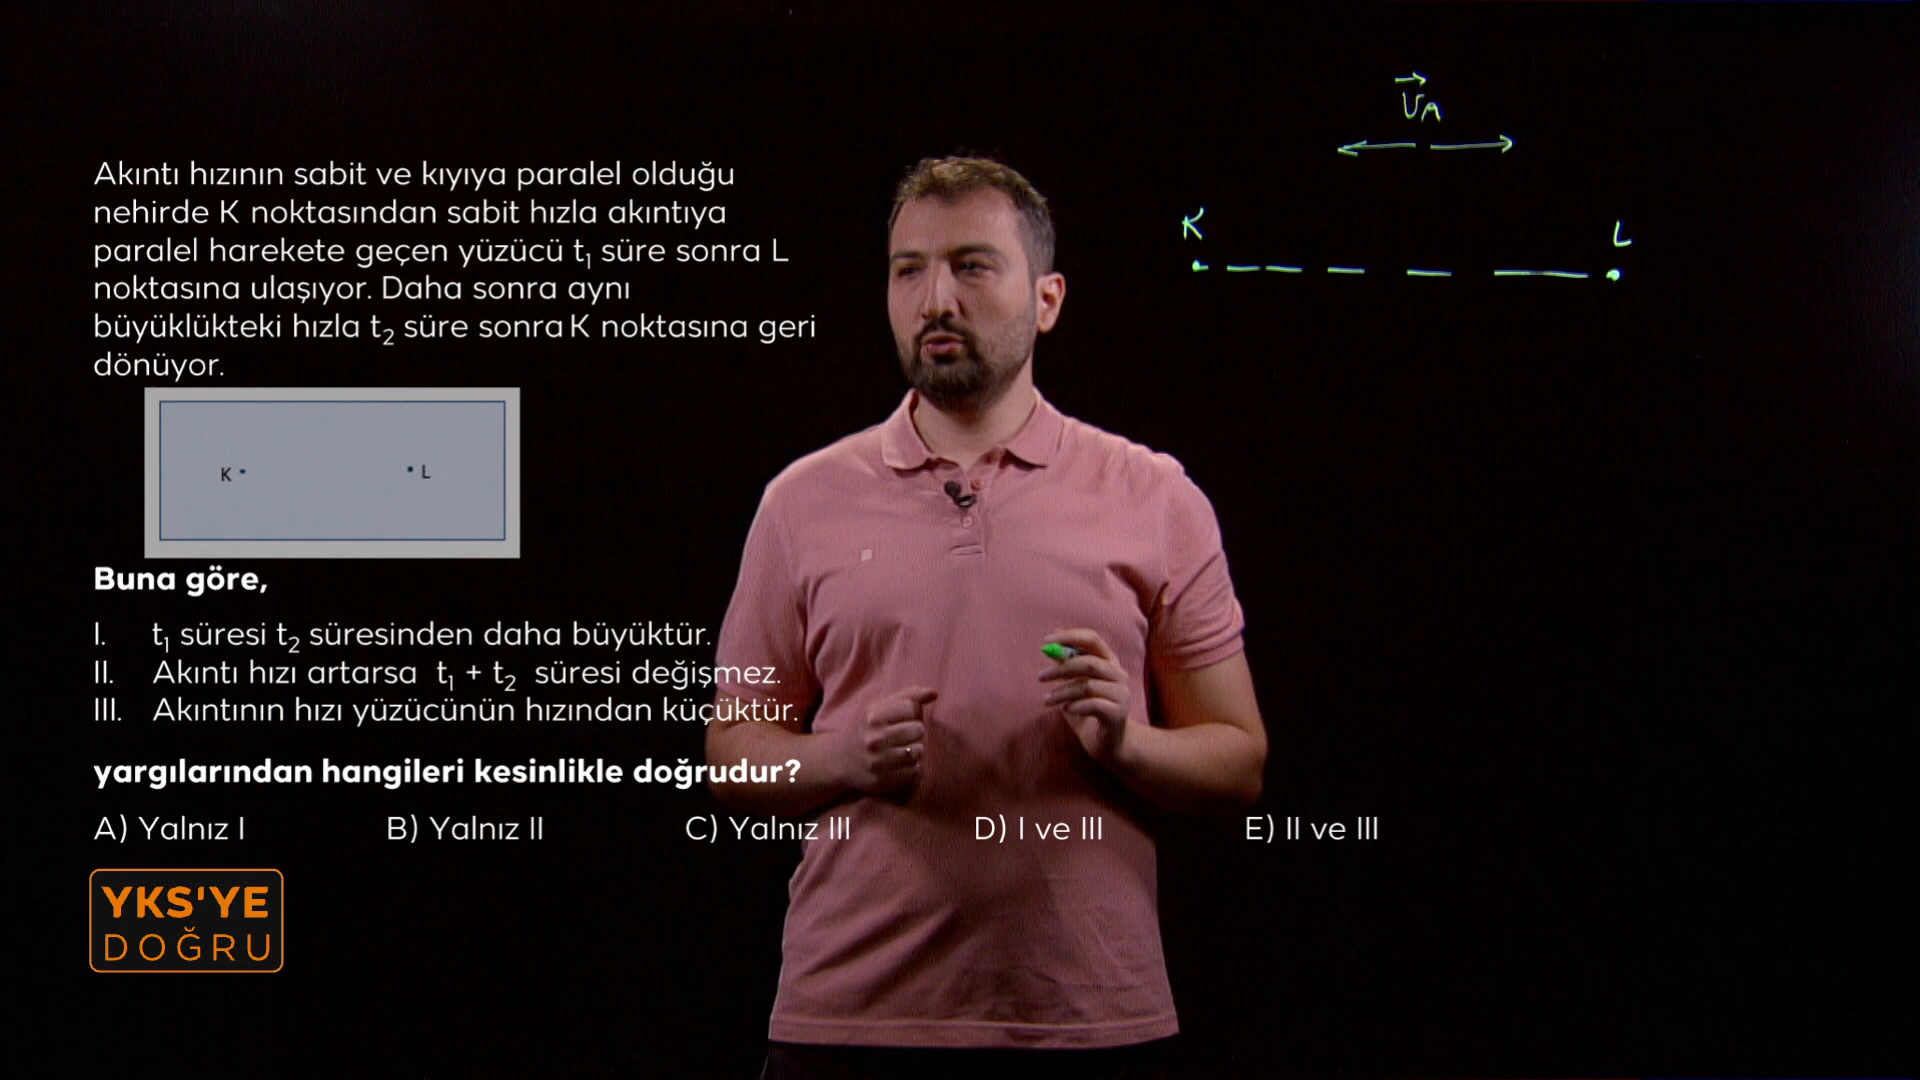 Akıntı hızının sabit ve kıyıya paralel olduğu
nehirde K noktasından sabit hızla akıntıya
paralel harekete geçen yüzücü t₁ süre sonra L
noktasına ulaşıyor. Daha sonra aynı
büyüklükteki hızla t₂ süre sonra K noktasına geri
dönüyor.
K L
Buna göre,
I. t₁ süresi t₂ süresinden daha büyüktür.
II. Akıntı hızı artarsa t₁ + t₂ süresi değişmez.
III. Akıntının hızı yüzücünün hızından küçüktür.
yargılarından hangileri kesinlikle doğrudur?
A) Yalnız I B) Yalnız II C) Yalnız III D) I ve III E) II ve III
YKS'YE
DOĞRU
V⃗A
K L